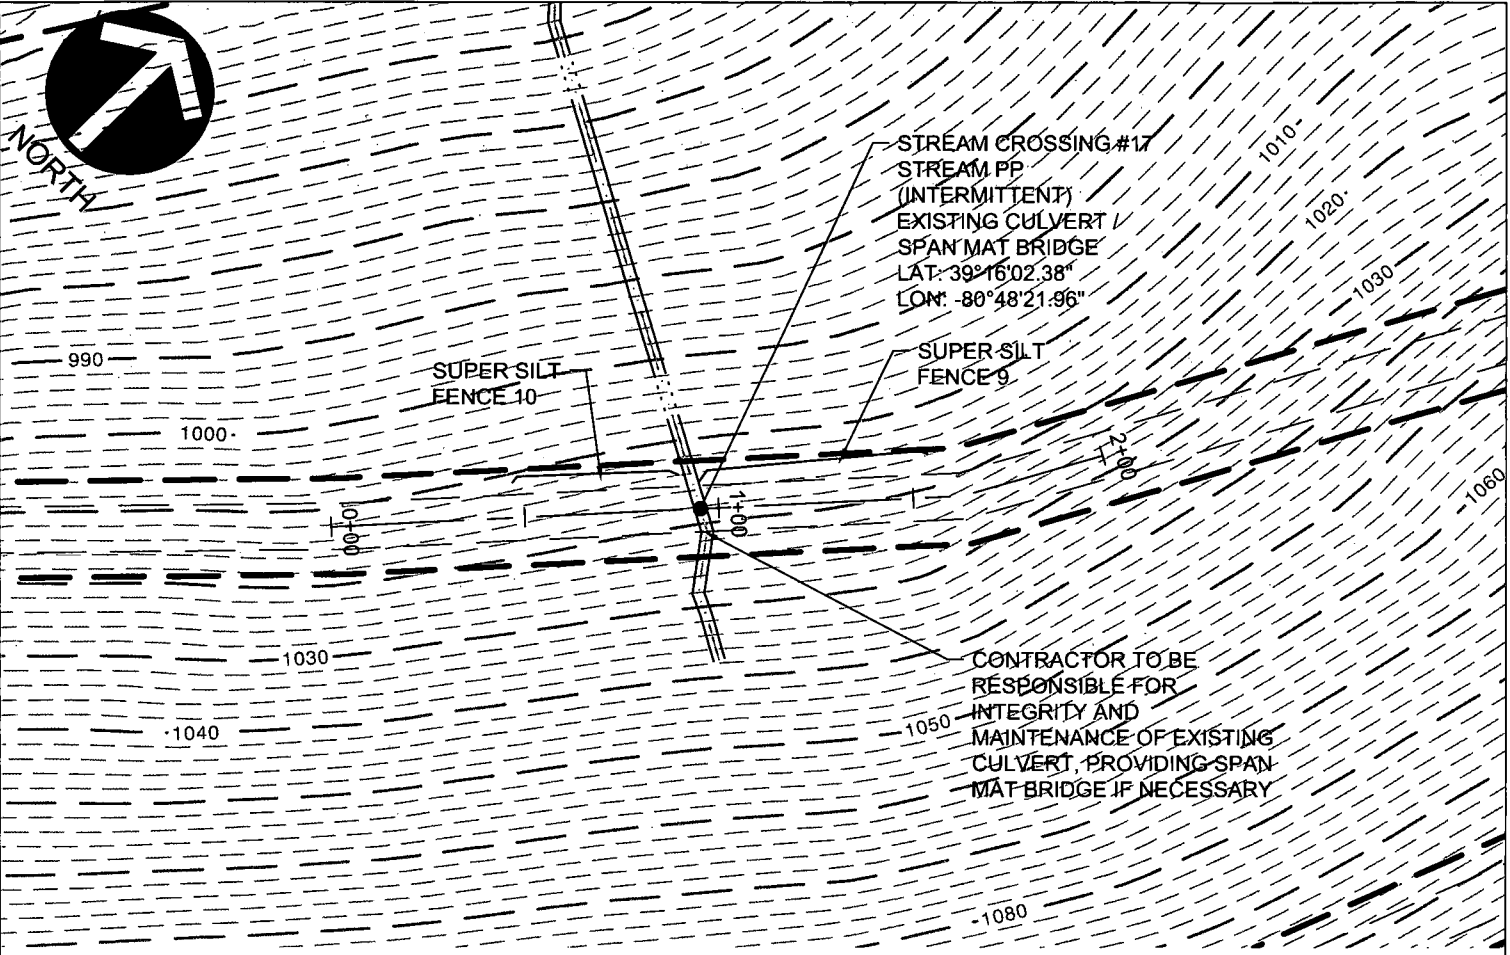 NORTH
STREAM CROSSING #17
STREAM PP
(INTERMITTENT)
EXISTING CULVERT /
SPAN MAT BRIDGE
LAT: 39°16'02.38"
LON: -80°48'21.96"
1010
1020
1030
990
SUPER SILT
FENCE 10
SUPER SILT
FENCE 9
1000
2+00
1060
0+00
1+00
1030
1040
1050
CONTRACTOR TO BE
RESPONSIBLE FOR
INTEGRITY AND
MAINTENANCE OF EXISTING
CULVERT, PROVIDING SPAN
MAT BRIDGE IF NECESSARY
1080